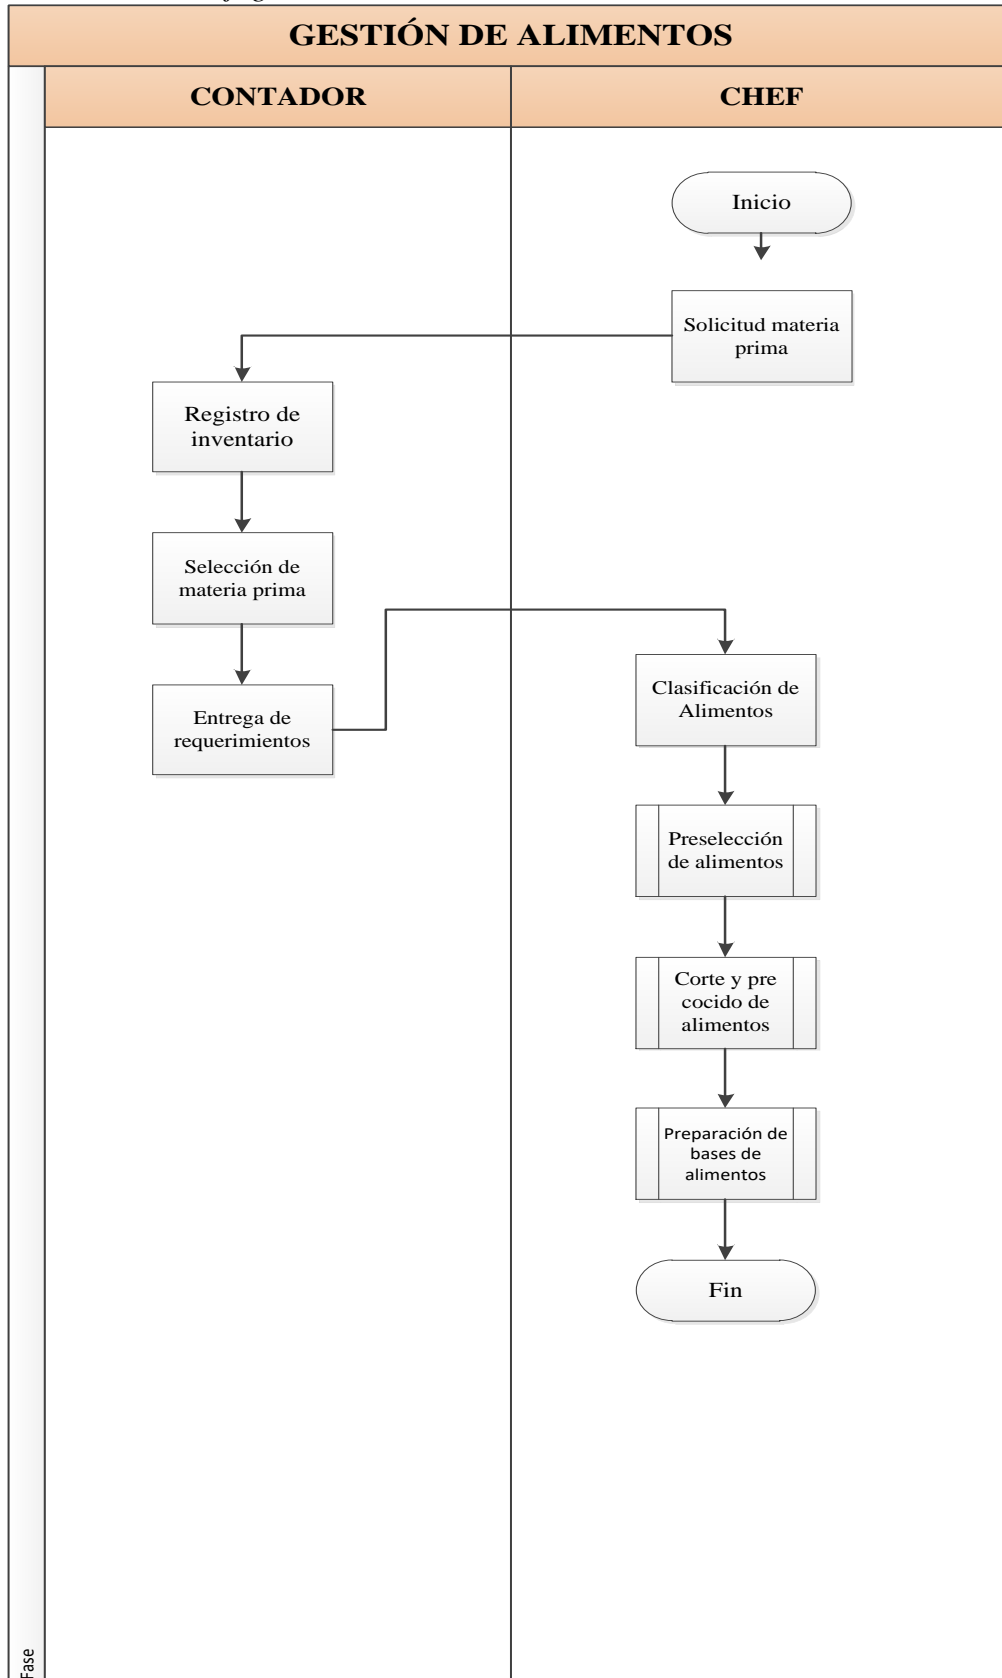 GESTIÓN DE ALIMENTOS
CONTADOR
CHEF
Inicio
Solicitud materia
prima
Registro de
inventario
Selección de
materia prima
Entrega de
requerimientos
Clasificación de
Alimentos
Preselección
de alimentos
Corte y pre
cocido de
alimentos
Preparación de
bases de
alimentos
Fin
Fase